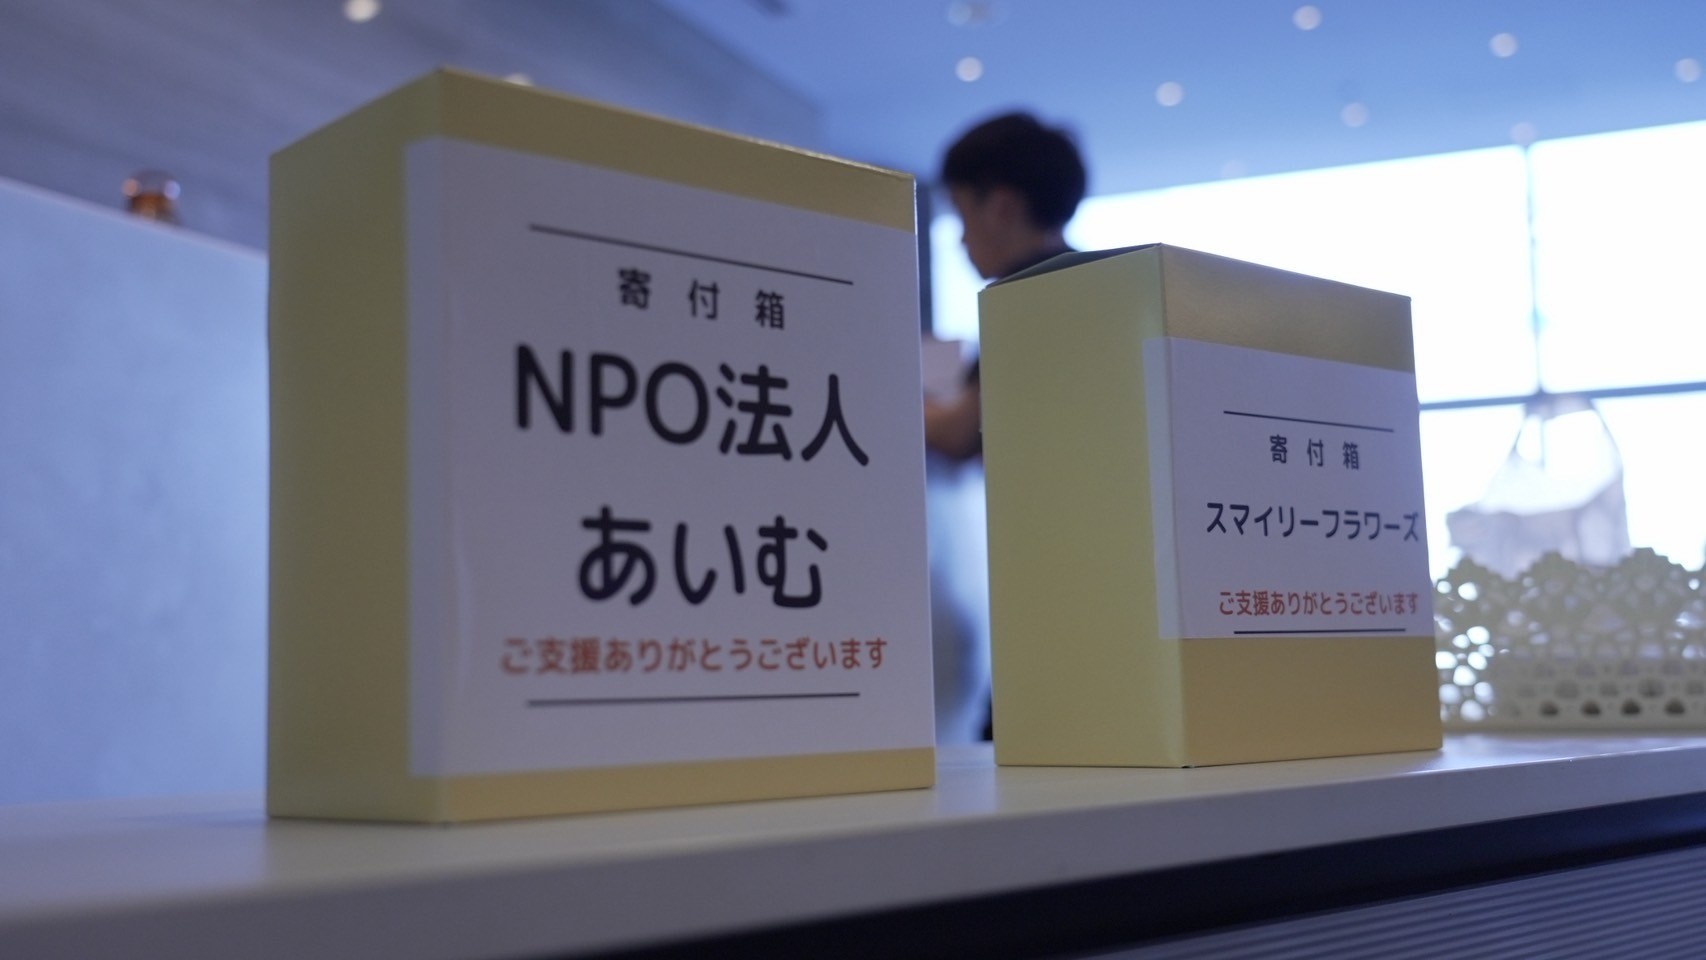 寄付箱
NPO法人
あいむ
ご支援ありがとうございます
寄付箱
スマイリーフラワーズ
ご支援ありがとうございます